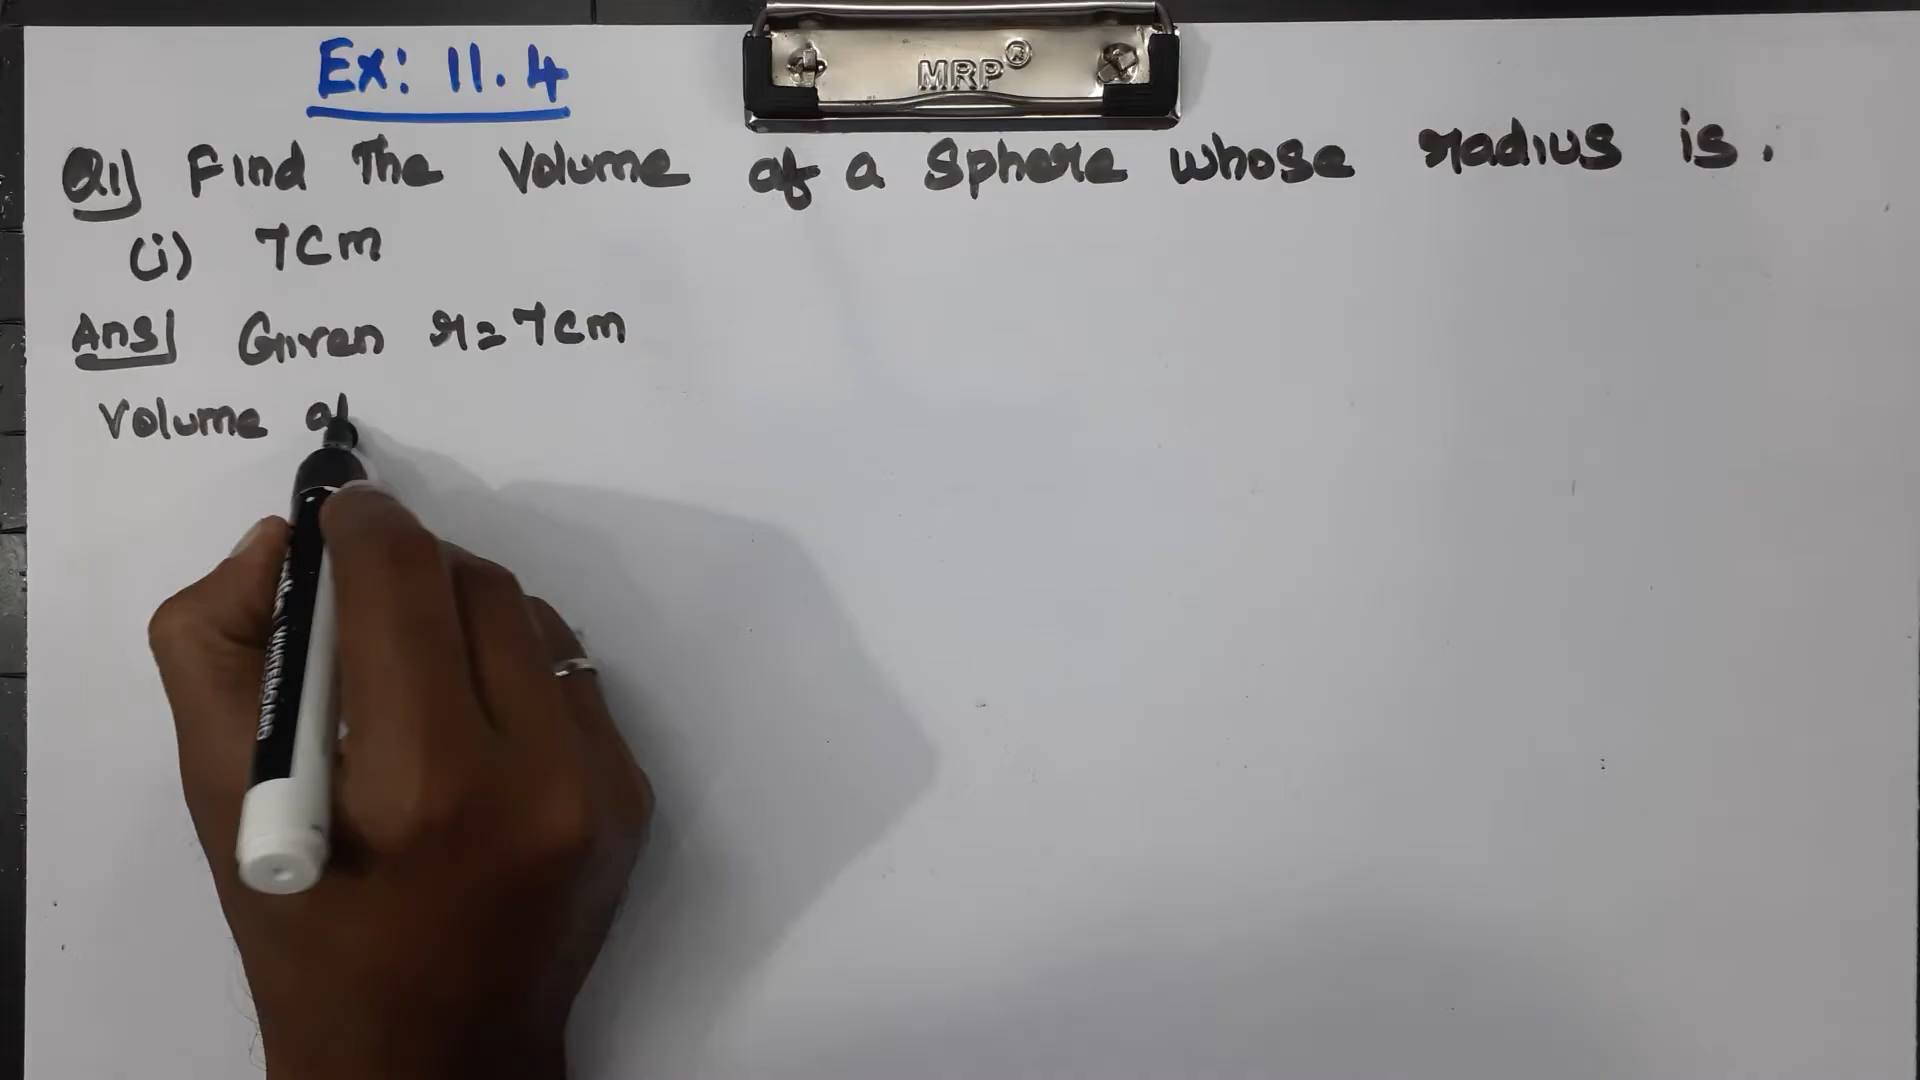 Ex: 11.4
MRP®
Q1) Find The Volume of a Sphere whose radius is.
(i) 7cm
Ans) Given r=7cm
Volume of